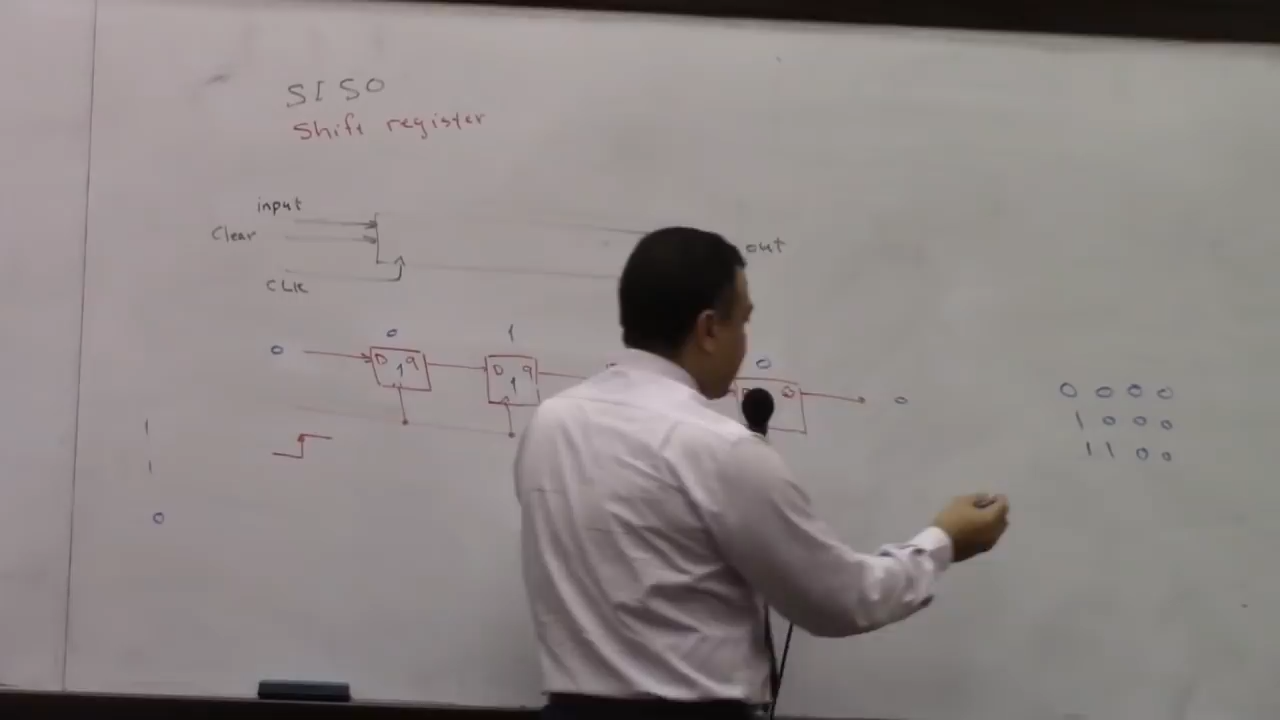 SISO
Shift register
input
Clear
out
CLK
0 1 0
0 D q 1 D q 0
0 0 0 0
1 0 0 0
1 1 0 0
1
1
0